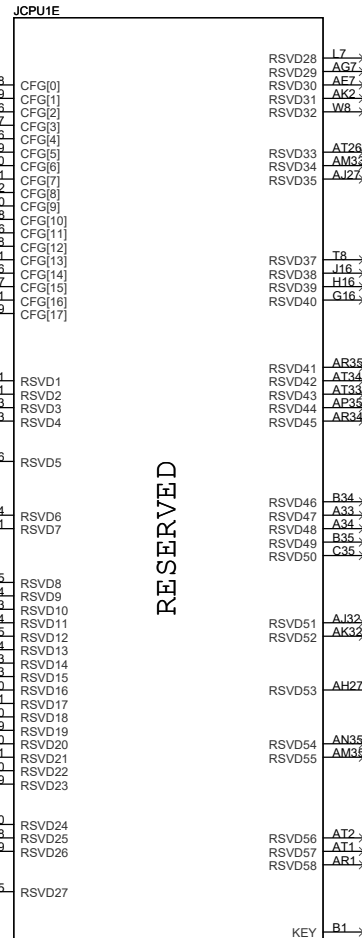 JCPU1E
CFG[0]
CFG[1]
CFG[2]
CFG[3]
CFG[4]
CFG[5]
CFG[6]
CFG[7]
CFG[8]
CFG[9]
CFG[10]
CFG[11]
CFG[12]
CFG[13]
CFG[14]
CFG[15]
CFG[16]
CFG[17]
RSVD1
RSVD2
RSVD3
RSVD4
RSVD5
RSVD6
RSVD7
RSVD8
RSVD9
RSVD10
RSVD11
RSVD12
RSVD13
RSVD14
RSVD15
RSVD16
RSVD17
RSVD18
RSVD19
RSVD20
RSVD21
RSVD22
RSVD23
RSVD24
RSVD25
RSVD26
RSVD27
RESERVED
RSVD28 L7
RSVD29 AG7
RSVD30 AE7
RSVD31 AK2
RSVD32 W8
RSVD33 AT26
RSVD34 AM33
RSVD35 AJ27
RSVD37 T8
RSVD38 J16
RSVD39 H16
RSVD40 G16
RSVD41 AR35
RSVD42 AT34
RSVD43 AT33
RSVD44 AP35
RSVD45 AR34
RSVD46 B34
RSVD47 A33
RSVD48 A34
RSVD49 B35
RSVD50 C35
RSVD51 AJ32
RSVD52 AK32
RSVD53 AH27
RSVD54 AN35
RSVD55 AM35
RSVD56 AT2
RSVD57 AT1
RSVD58 AR1
KEY B1